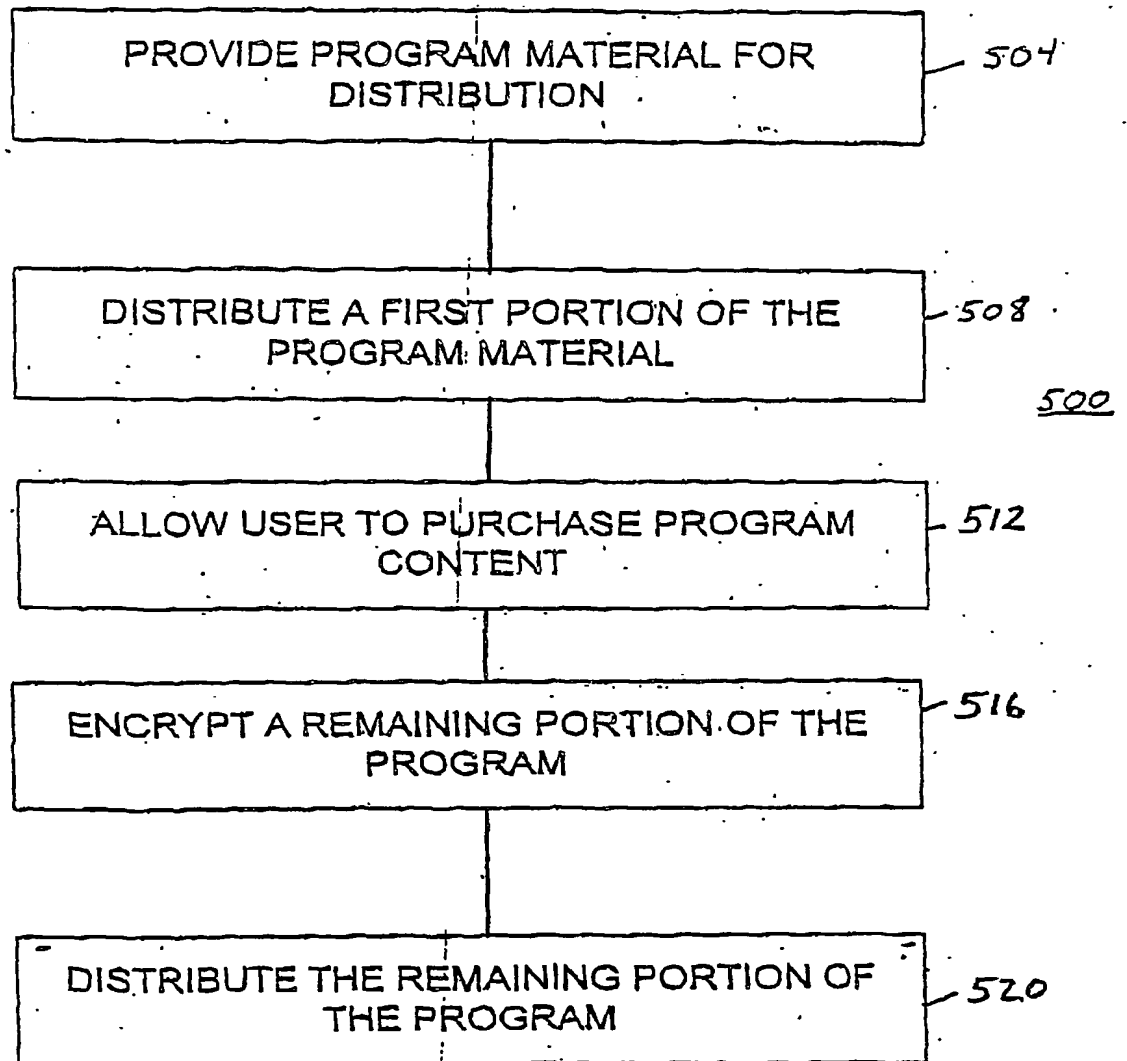 PROVIDE PROGRAM MATERIAL FOR
DISTRIBUTION
504
DISTRIBUTE A FIRST PORTION OF THE
PROGRAM MATERIAL
508
500
ALLOW USER TO PURCHASE PROGRAM
CONTENT
512
ENCRYPT A REMAINING PORTION OF THE
PROGRAM
516
DISTRIBUTE THE REMAINING PORTION OF
THE PROGRAM
520